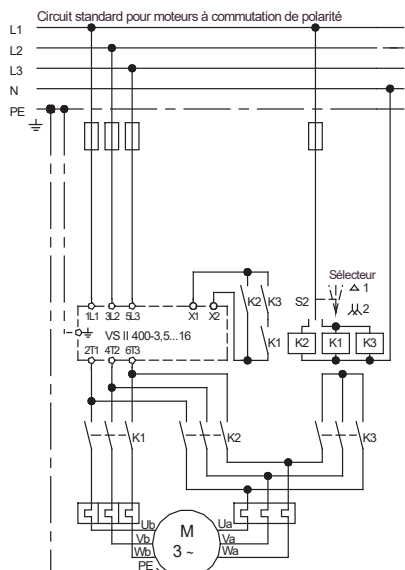 Circuit standard pour moteurs à commutation de polarité
L1
L2
L3
N
PE
Sélecteur
S2
1
2
1L1 3L2 5L3 X1 X2
K2 K3
K1
VS II 400-3,5...16
K2 K1 K3
2T1 4T2 6T3
K1 K2 K3
Ub Ua
M
Vb Va
3 ~
Wb Wa
PE